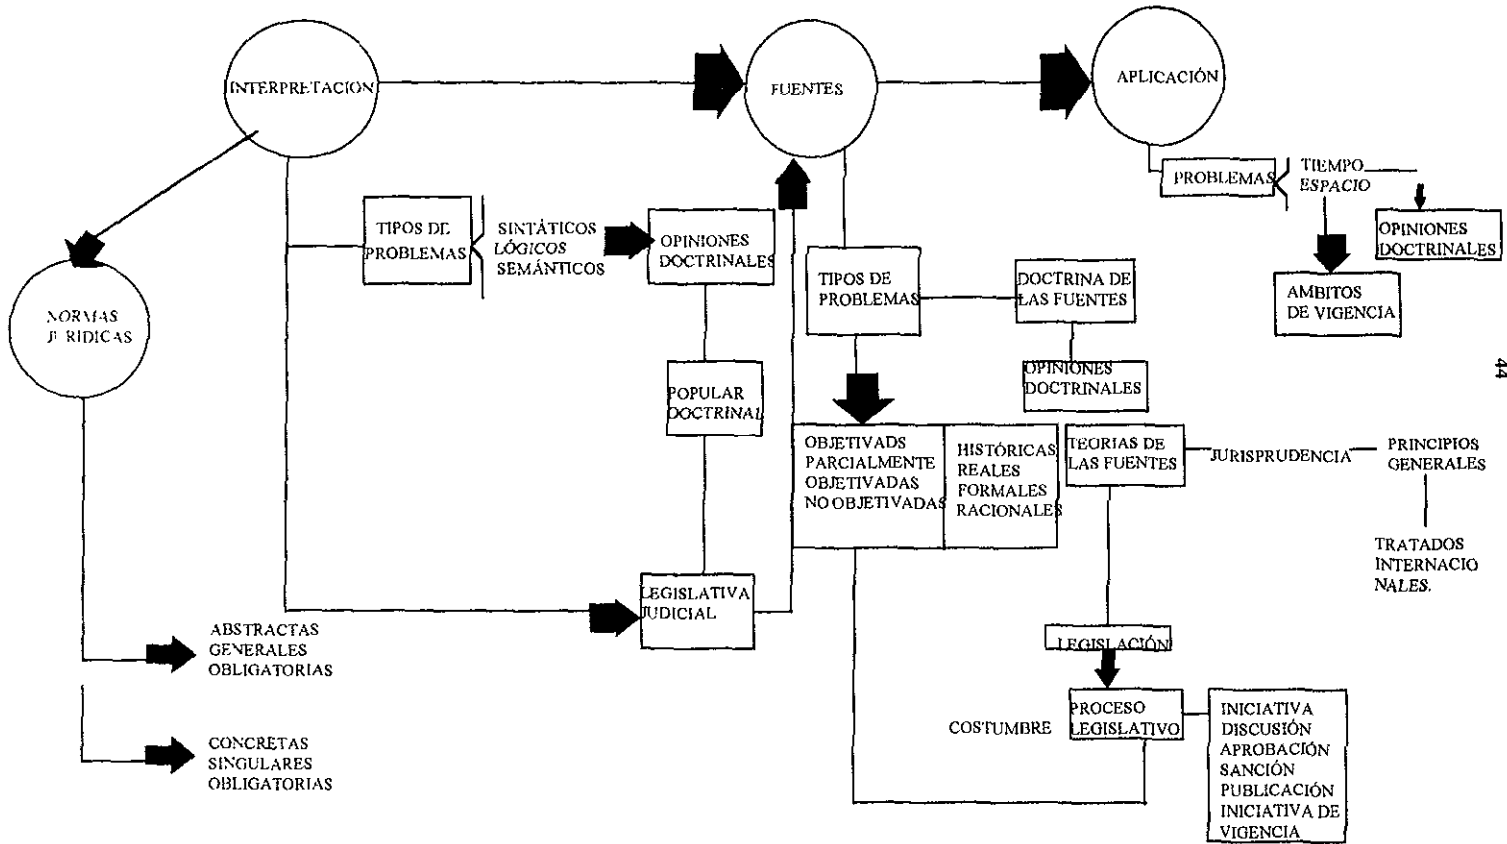 INTERPRETACION
FUENTES
APLICACIÓN
PROBLEMAS
TIEMPO
ESPACIO
OPINIONES
DOCTRINALES
AMBITOS
DE VIGENCIA
TIPOS DE
PROBLEMAS
SINTÁTICOS
LÓGICOS
SEMÁNTICOS
OPINIONES
DOCTRINALES
TIPOS DE
PROBLEMAS
DOCTRINA DE
LAS FUENTES
OPINIONES
DOCTRINALES
NORMAS
JURIDICAS
POPULAR
DOCTRINAL
OBJETIVADS
PARCIALMENTE
OBJETIVADAS
NO OBJETIVADAS
HISTÓRICAS
REALES
FORMALES
RACIONALES
TEORIAS DE
LAS FUENTES
JURISPRUDENCIA
PRINCIPIOS
GENERALES
TRATADOS
INTERNACIO
NALES.
LEGISLATIVA
JUDICIAL
ABSTRACTAS
GENERALES
OBLIGATORIAS
CONCRETAS
SINGULARES
OBLIGATORIAS
LEGISLACIÓN
COSTUMBRE
PROCESO
LEGISLATIVO
INICIATIVA
DISCUSIÓN
APROBACIÓN
SANCIÓN
PUBLICACIÓN
INICIATIVA DE
VIGENCIA
44